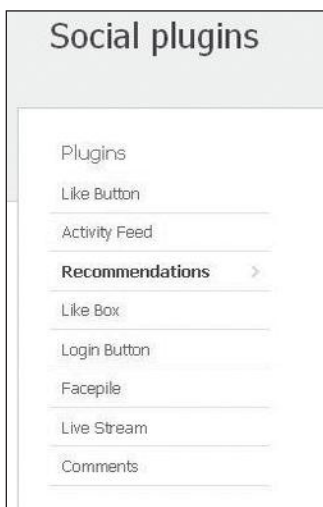 Social plugins
Plugins
Like Button
Activity Feed
Recommendations
Like Box
Login Button
Facepile
Live Stream
Comments